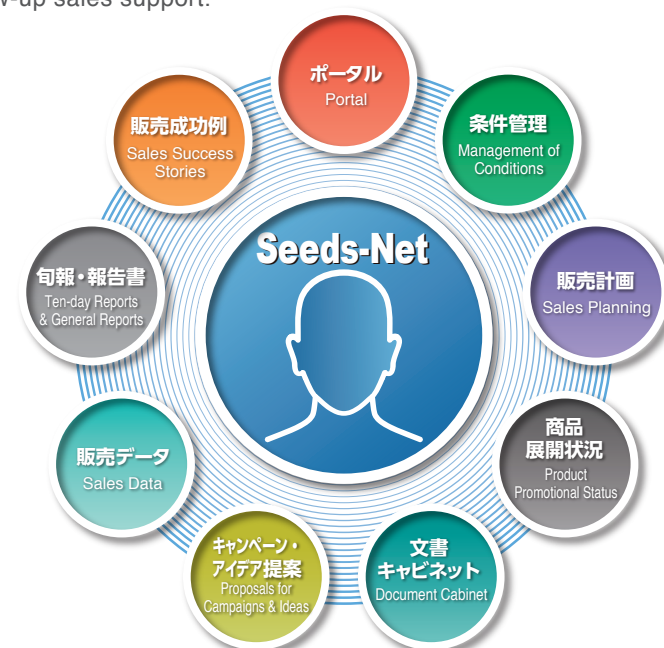 w-up sales support.
ポータル
Portal
条件管理
Management of
Conditions
販売計画
Sales Planning
商品
展開状況
Product
Promotional Status
文書
キャビネット
Document Cabinet
キャンペーン・
アイデア提案
Proposals for
Campaigns & Ideas
販売データ
Sales Data
旬報・報告書
Ten-day Reports
& General Reports
販売成功例
Sales Success
Stories
Seeds-Net